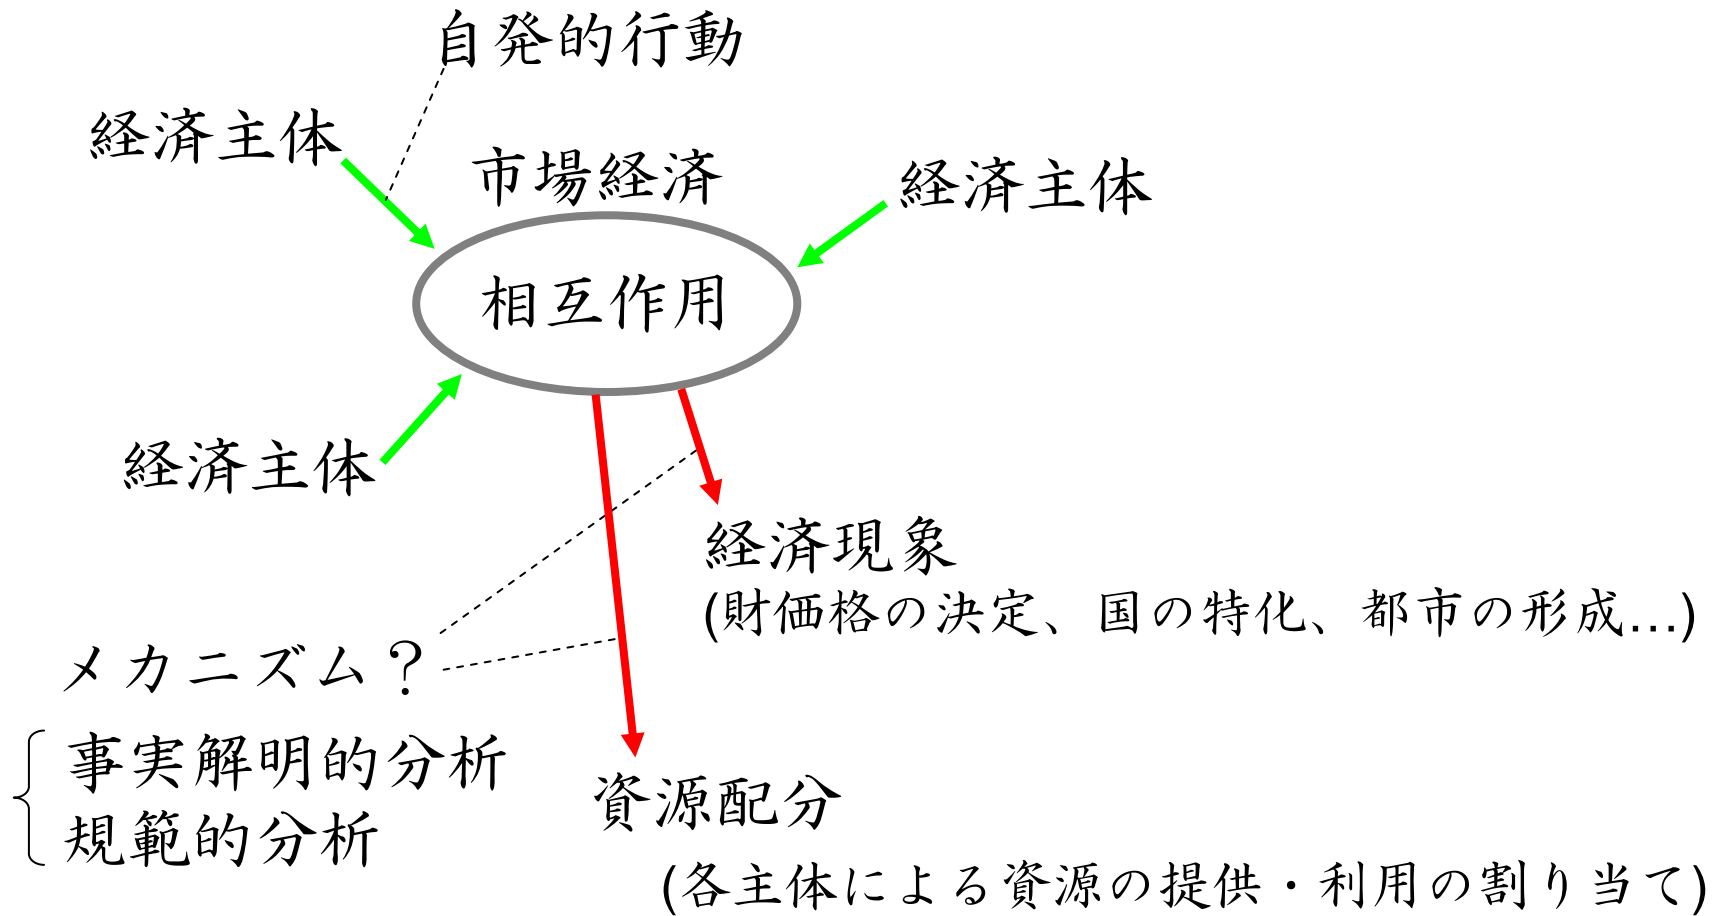 自発的行動
経済主体
市場経済
経済主体
相互作用
経済主体
経済現象
(財価格の決定、国の特化、都市の形成…)
メカニズム？
事実解明的分析
規範的分析
資源配分
(各主体による資源の提供・利用の割り当て)